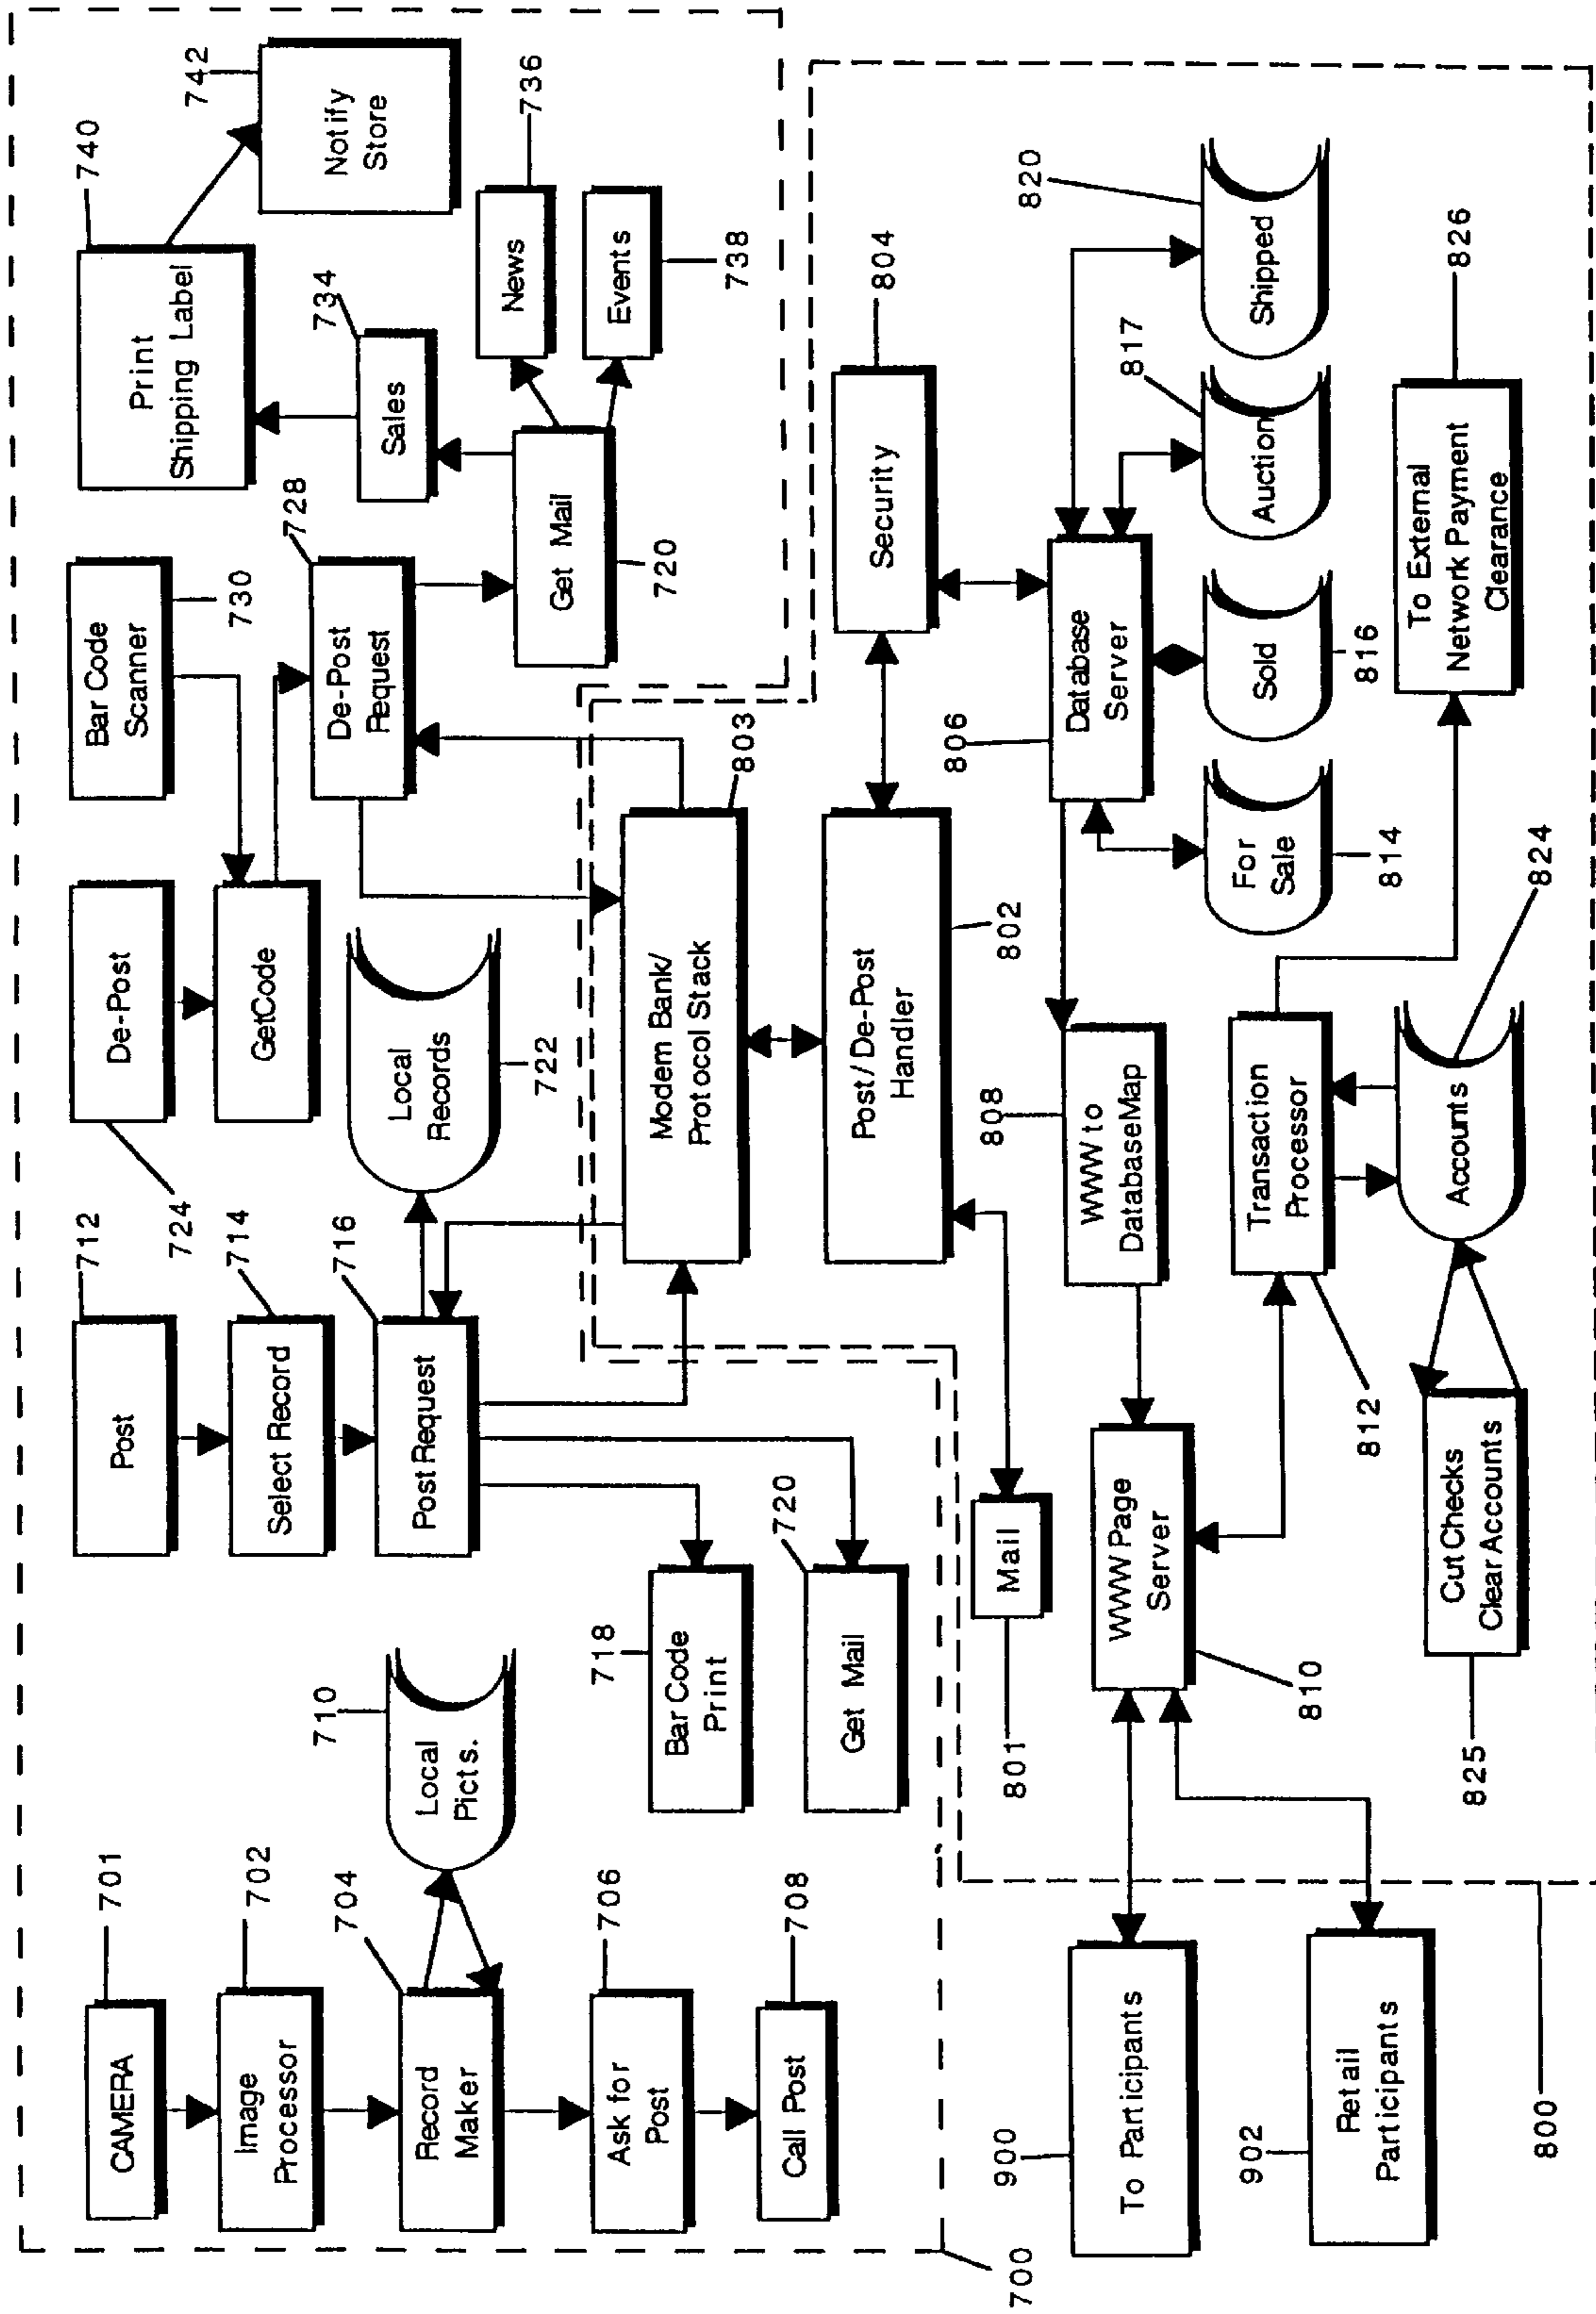 CAMERA
701
Image
Processor
702
Record
Maker
704
Local
Picts.
710
Ask for
Post
706
Call Post
708
Post
712
Select Record
714
Post Request
716
Local
Records
722
Bar Code
Print
718
Get Mail
720
De-Post
724
GetCode
Bar Code
Scanner
730
De-Post
Request
728
Get Mail
720
Sales
734
Print
Shipping Label
740
Notify
Store
742
News
736
Events
738
700
Modem Bank/
Protocol Stack
803
Post/De-Post
Handler
802
Security
804
Mail
801
Database
Server
806
WWW to
DatabaseMap
808
WWW Page
Server
810
For
Sale
814
Sold
816
Auction
817
Shipped
820
Transaction
Processor
812
Accounts
824
Cut Checks
Clear Accounts
825
To External
Network Payment
Clearance
826
To Participants
900
Retail
Participants
902
800